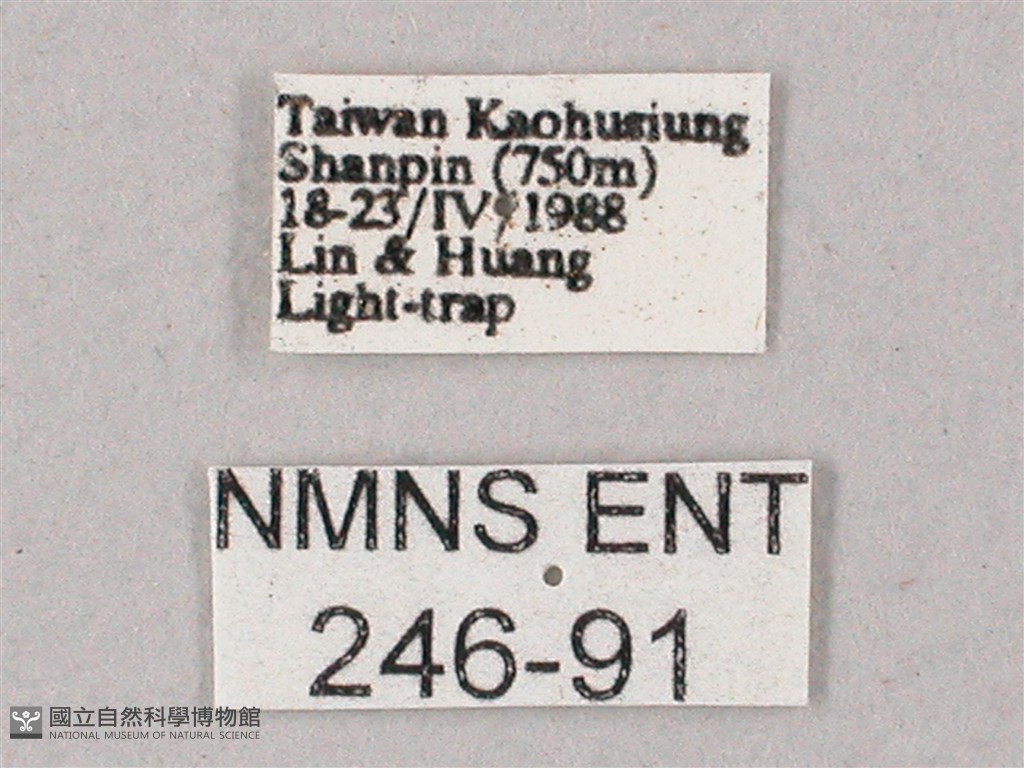 Taiwan Kaohusiung
Shanpin (750m)
18-23/IV/1988
Lin & Huang
Light-trap
NMNS ENT
246-91
國立自然科學博物館
NATIONAL MUSEUM OF NATURAL SCIENCE